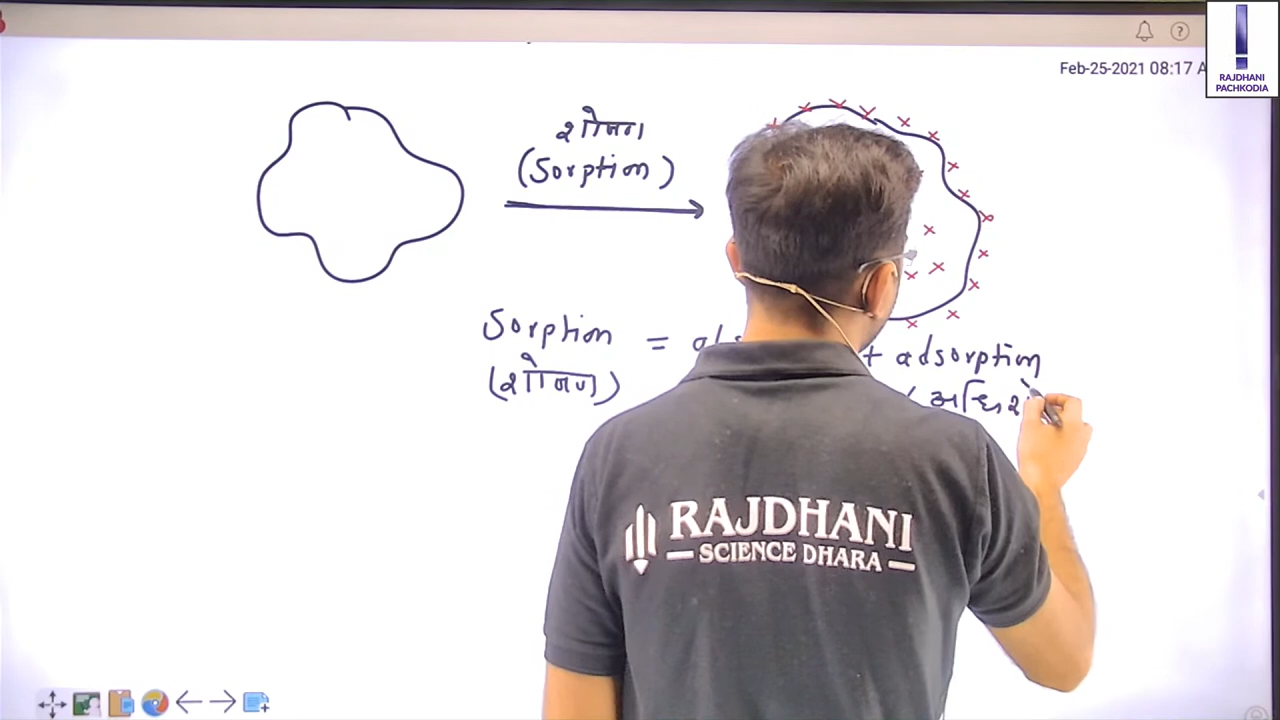 RAJDHANI
PACHKODIA
Feb-25-2021 08:17 A
शोषण
(Sorption)
Sorption = + adsorption
(शोषण)
RAJDHANI
SCIENCE DHARA